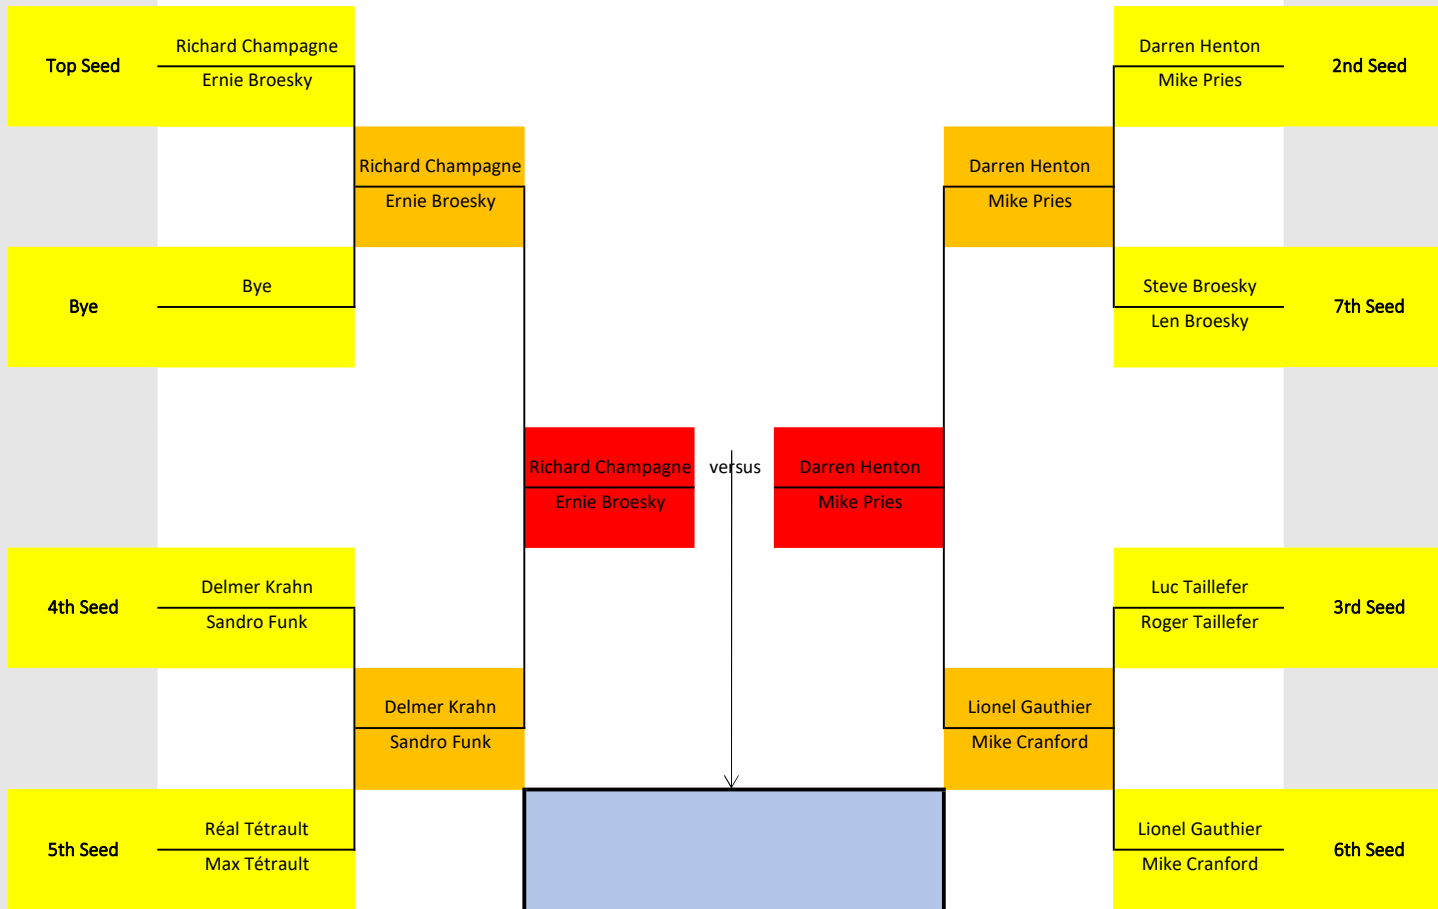 Top Seed
Richard Champagne
Ernie Broesky
Darren Henton
Mike Pries
2nd Seed
Richard Champagne
Ernie Broesky
Darren Henton
Mike Pries
Bye
Bye
Steve Broesky
Len Broesky
7th Seed
Richard Champagne
Ernie Broesky
versus
Darren Henton
Mike Pries
4th Seed
Delmer Krahn
Sandro Funk
Luc Taillefer
Roger Taillefer
3rd Seed
Delmer Krahn
Sandro Funk
Lionel Gauthier
Mike Cranford
5th Seed
Réal Tétrault
Max Tétrault
Lionel Gauthier
Mike Cranford
6th Seed